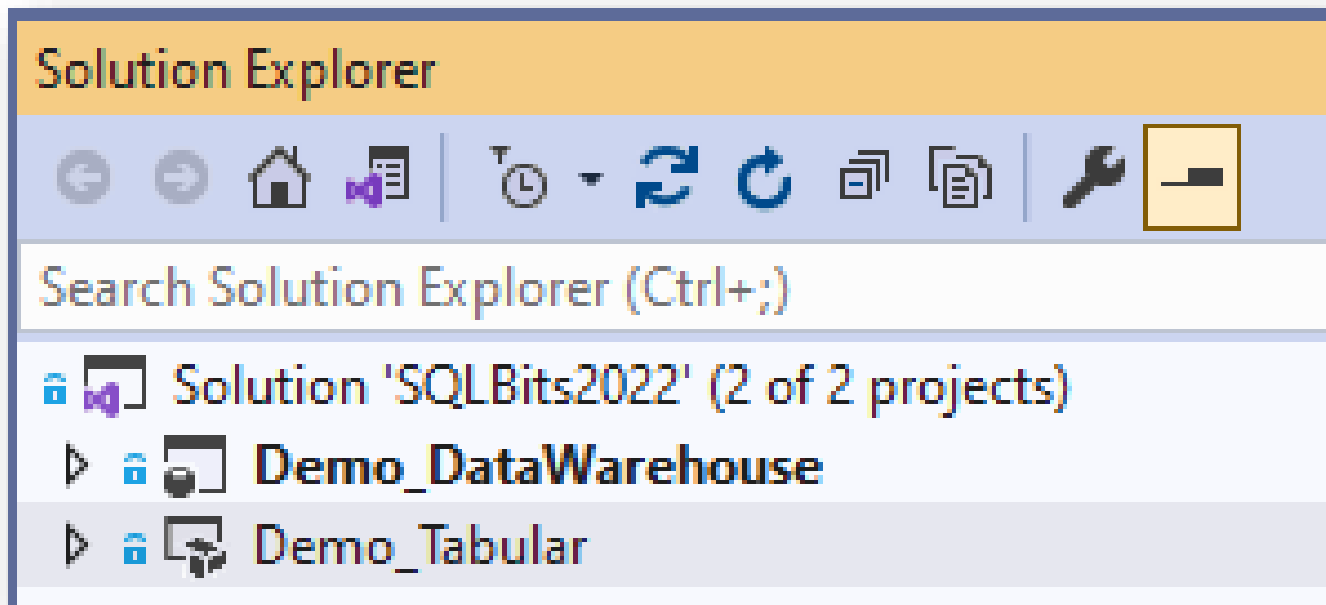 Solution Explorer
Search Solution Explorer (Ctrl+;)
Solution 'SQLBits2022' (2 of 2 projects)
Demo_DataWarehouse
Demo_Tabular